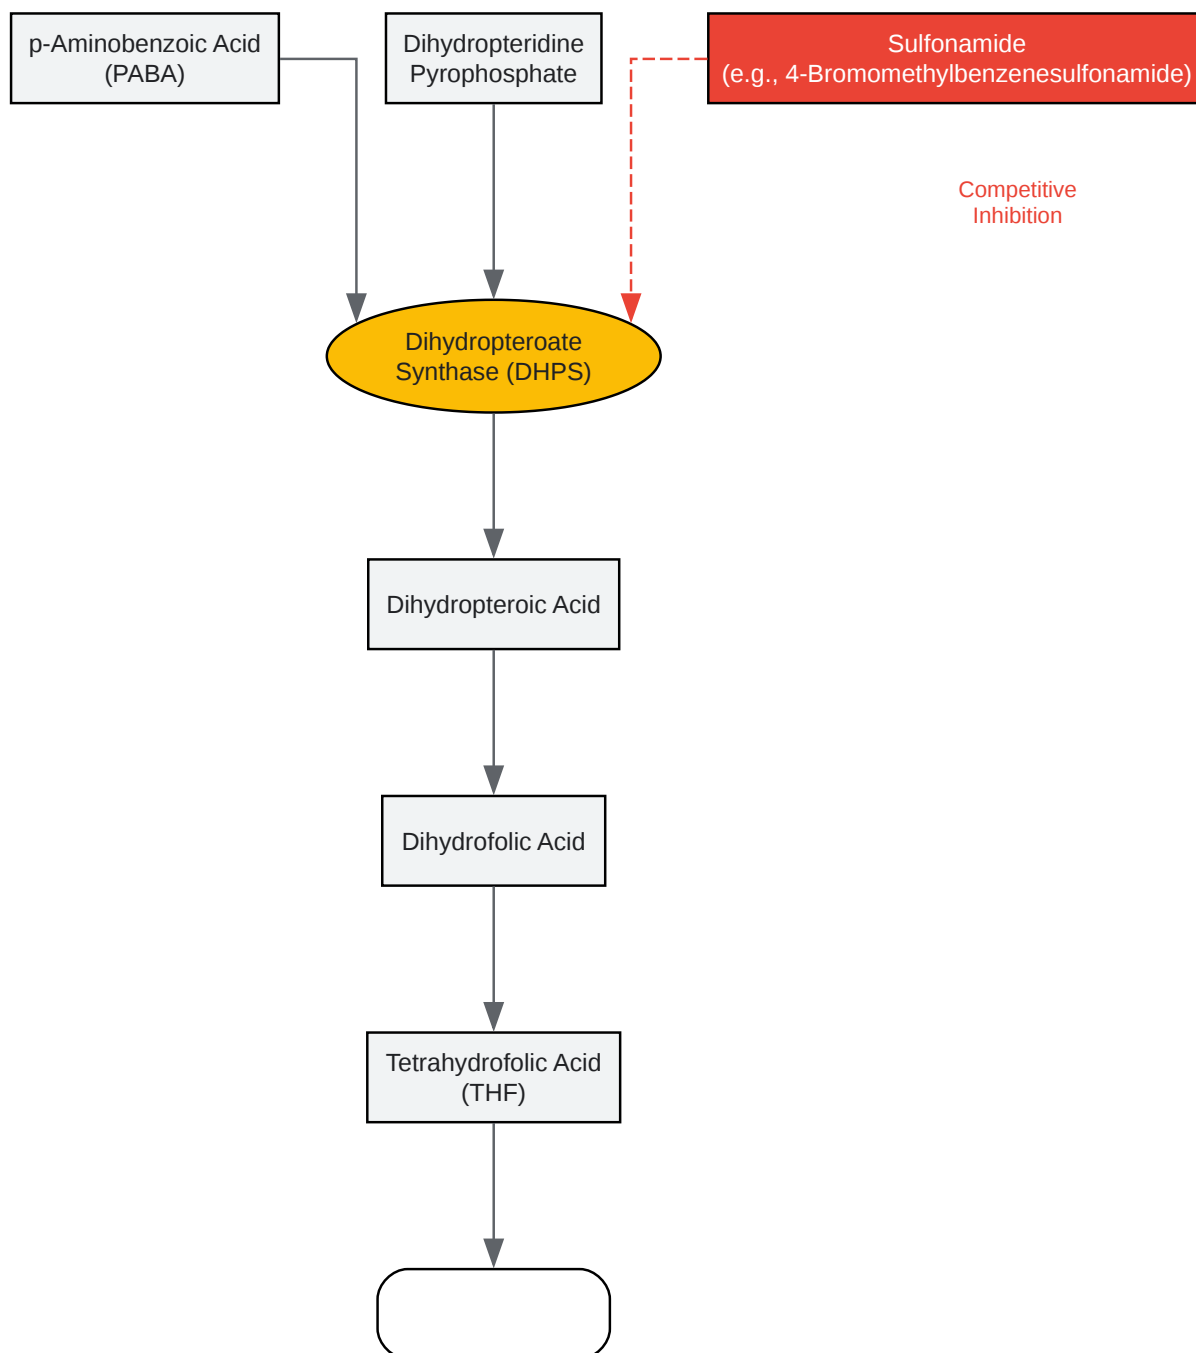 p-Aminobenzoic Acid
(PABA)
Dihydropteridine
Pyrophosphate
Sulfonamide
(e.g., 4-Bromomethylbenzenesulfonamide)
Competitive
Inhibition
Dihydropteroate
Synthase (DHPS)
Dihydropteroic Acid
Dihydrofolic Acid
Tetrahydrofolic Acid
(THF)